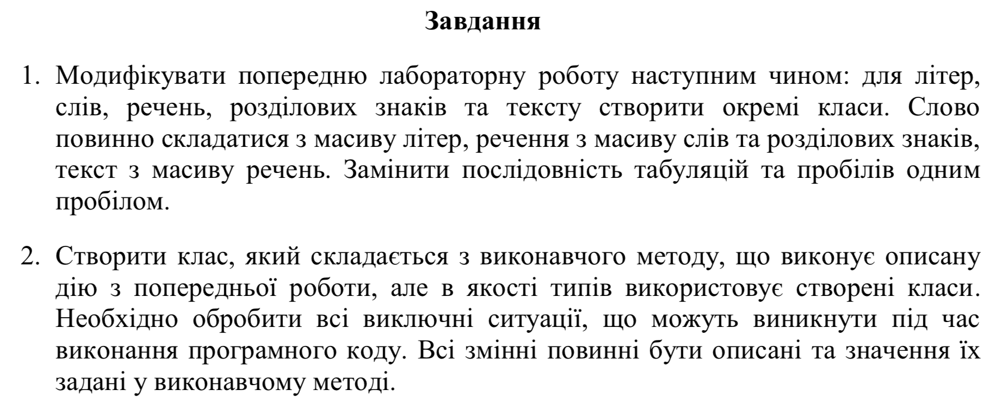 Завдання
1. Модифікувати попередню лабораторну роботу наступним чином: для літер,
слів, речень, розділових знаків та тексту створити окремі класи. Слово
повинно складатися з масиву літер, речення з масиву слів та розділових знаків,
текст з масиву речень. Замінити послідовність табуляцій та пробілів одним
пробілом.
2. Створити клас, який складається з виконавчого методу, що виконує описану
дію з попередньої роботи, але в якості типів використовує створені класи.
Необхідно обробити всі виключні ситуації, що можуть виникнути під час
виконання програмного коду. Всі змінні повинні бути описані та значення їх
задані у виконавчому методі.